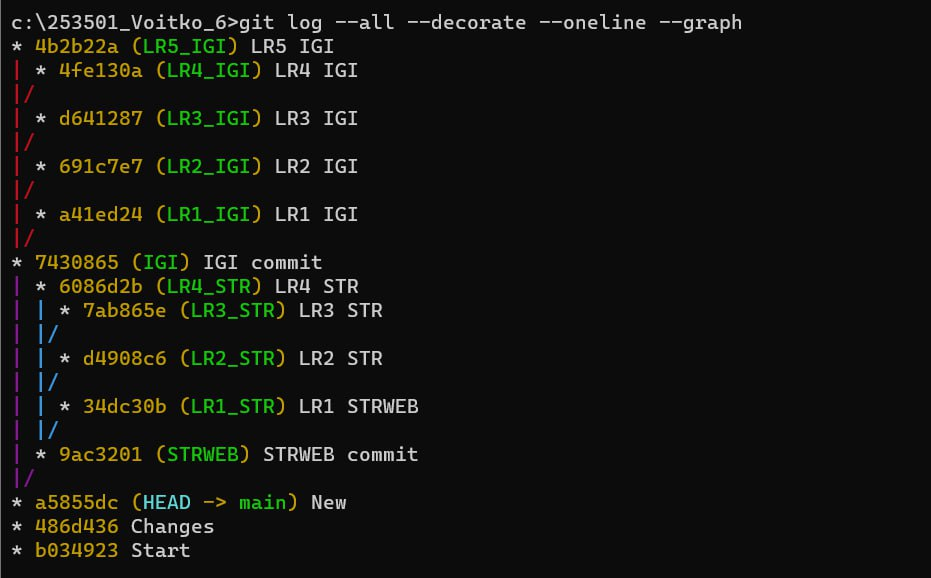 c:\253501_Voitko_6>git log --all --decorate --oneline --graph
* 4b2b22a (LR5_IGI) LR5 IGI
| * 4fe130a (LR4_IGI) LR4 IGI
|/
| * d641287 (LR3_IGI) LR3 IGI
|/
| * 691c7e7 (LR2_IGI) LR2 IGI
|/
| * a41ed24 (LR1_IGI) LR1 IGI
|/
* 7430865 (IGI) IGI commit
| * 6086d2b (LR4_STR) LR4 STR
| | * 7ab865e (LR3_STR) LR3 STR
| |/
| | * d4908c6 (LR2_STR) LR2 STR
| |/
| | * 34dc30b (LR1_STR) LR1 STRWEB
| |/
| * 9ac3201 (STRWEB) STRWEB commit
|/
* a5855dc (HEAD -> main) New
* 486d436 Changes
* b034923 Start